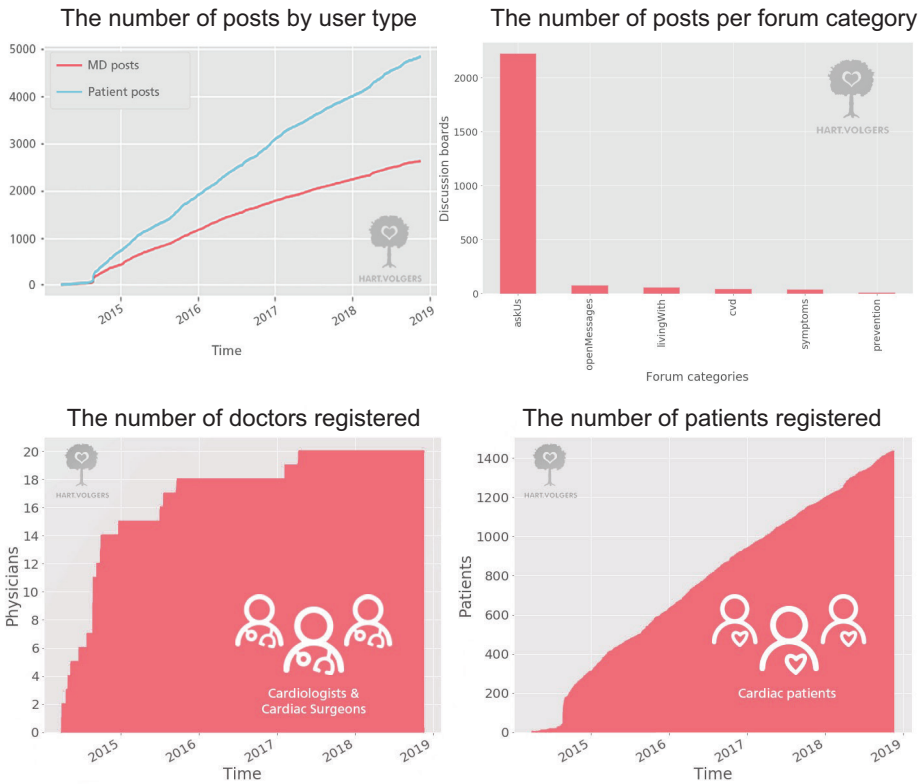 The number of posts by user type
5000
4000
3000
2000
1000
0
MD posts
Patient posts
HART.VOLGERS
2015
2016
2017
2018
2019
Time
The number of posts per forum category
Discussion boards
2000
1500
1000
500
0
HART.VOLGERS
askUs
openMessages
livingWith
cvd
symptoms
prevention
Forum categories
The number of doctors registered
Physicians
20
18
16
14
12
10
8
6
4
2
0
HART.VOLGERS
Cardiologists &
Cardiac Surgeons
2015
2016
2017
2018
2019
Time
The number of patients registered
Patients
1400
1200
1000
800
600
400
200
0
HART.VOLGERS
Cardiac patients
2015
2016
2017
2018
2019
Time